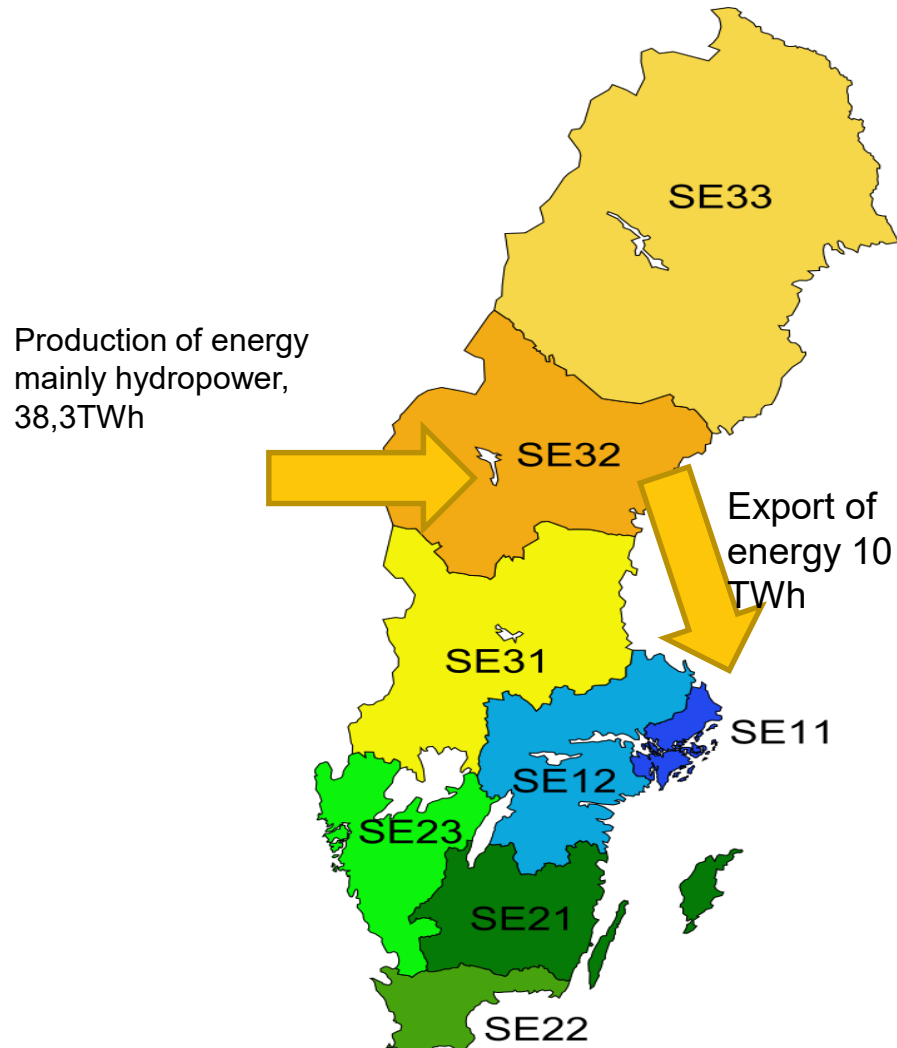 SE33
Production of energy
mainly hydropower,
38,3TWh
SE32
Export of
energy 10
TWh
SE31
SE11
SE12
SE23
SE21
SE22